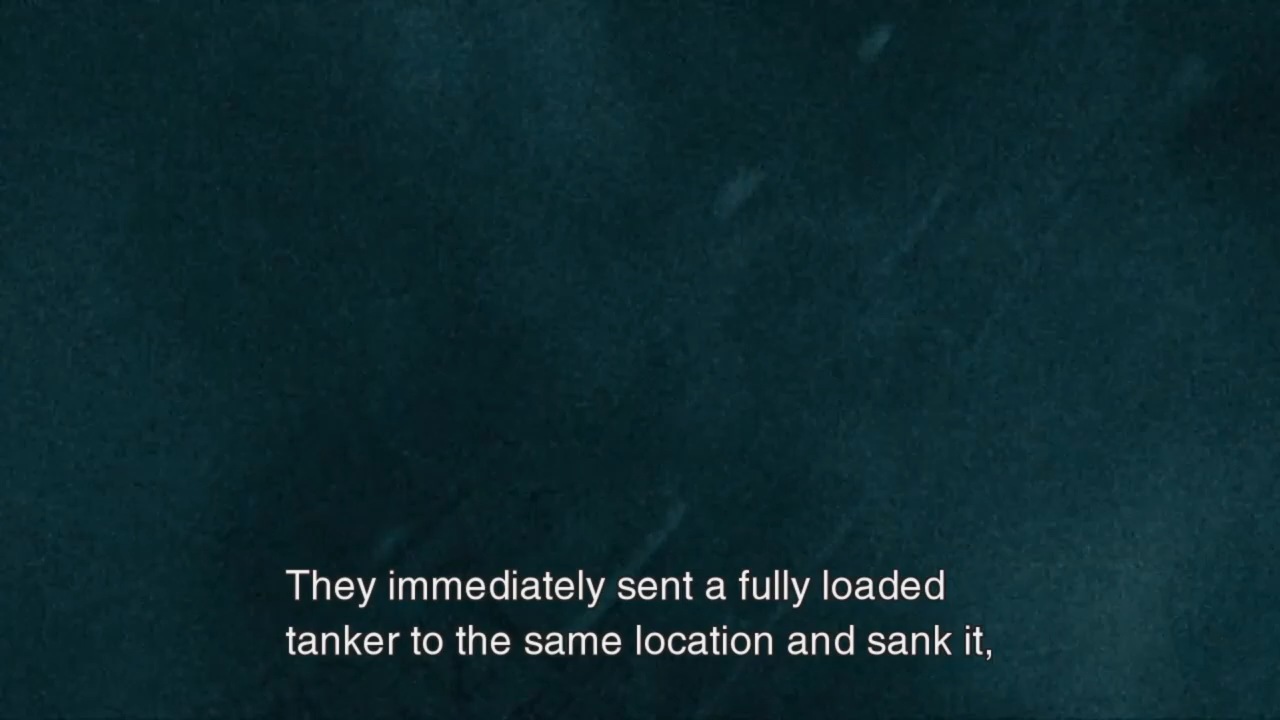 They immediately sent a fully loaded
tanker to the same location and sank it,